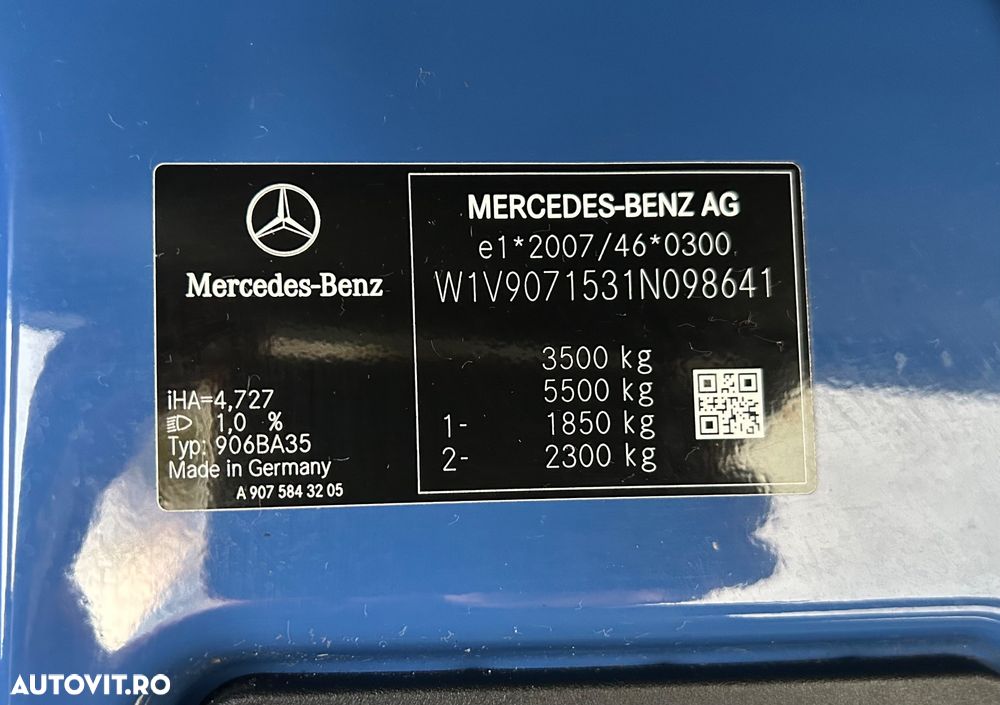 Mercedes-Benz
iHA=4,727
1,0 %
Typ: 906BA35
Made in Germany
A 907 584 32 05
MERCEDES-BENZ AG
e1*2007/46*0300
W1V9071531N098641
3500 kg
5500 kg
1- 1850 kg
2- 2300 kg
AUTOVIT.RO